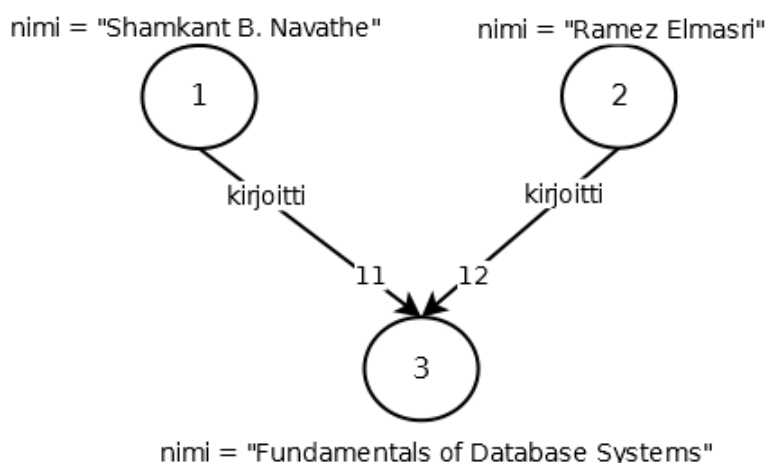 nimi = "Shamkant B. Navathe"
nimi = "Ramez Elmasri"
1
2
kirjoitti
kirjoitti
11
12
3
nimi = "Fundamentals of Database Systems"